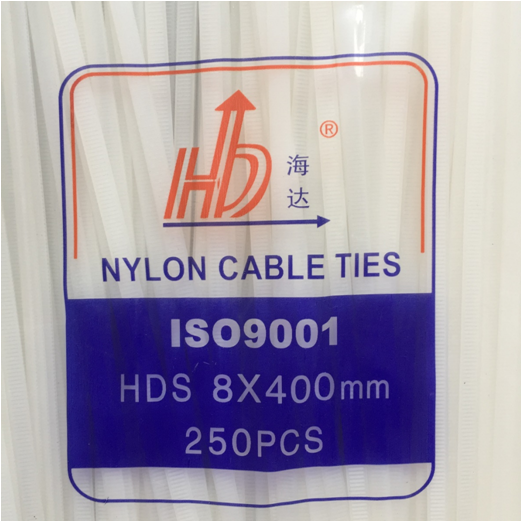 HD
®
海
达
NYLON CABLE TIES
ISO9001
HDS 8X400mm
250PCS